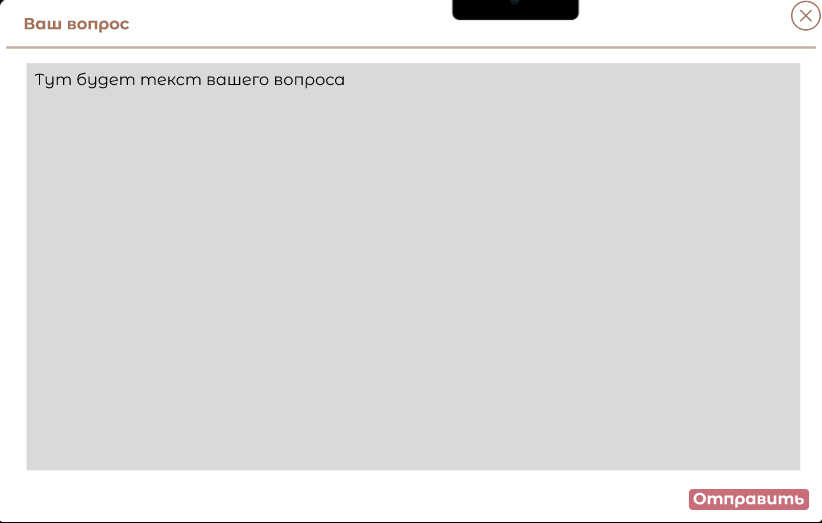 Ваш вопрос
Тут будет текст вашего вопроса
Отправить